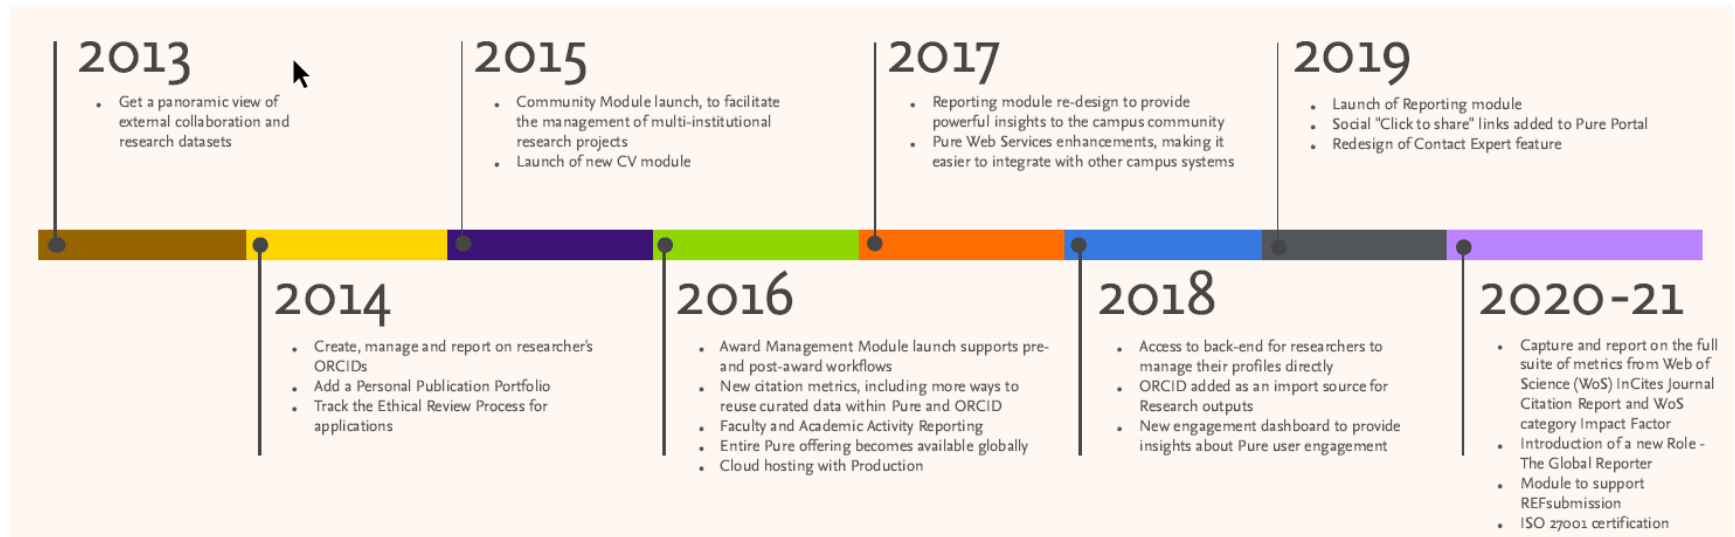 2013
• Get a panoramic view of
external collaboration and
research datasets
2015
• Community Module launch, to facilitate
the management of multi-institutional
research projects
• Launch of new CV module
2017
• Reporting module re-design to provide
powerful insights to the campus community
• Pure Web Services enhancements, making it
easier to integrate with other campus systems
2019
• Launch of Reporting module
• Social "Click to share" links added to Pure Portal
• Redesign of Contact Expert feature
2014
• Create, manage and report on researcher's
ORCIDs
• Add a Personal Publication Portfolio
• Track the Ethical Review Process for
applications
2016
• Award Management Module launch supports pre-
and post-award workflows
• New citation metrics, including more ways to
reuse curated data within Pure and ORCID
• Faculty and Academic Activity Reporting
• Entire Pure offering becomes available globally
• Cloud hosting with Production
2018
• Access to back-end for researchers to
manage their profiles directly
• ORCID added as an import source for
Research outputs
• New engagement dashboard to provide
insights about Pure user engagement
2020-21
• Capture and report on the full
suite of metrics from Web of
Science (WoS) InCites Journal
Citation Report and WoS
category Impact Factor
• Introduction of a new Role -
The Global Reporter
• Module to support
REFsubmission
• ISO 27001 certification